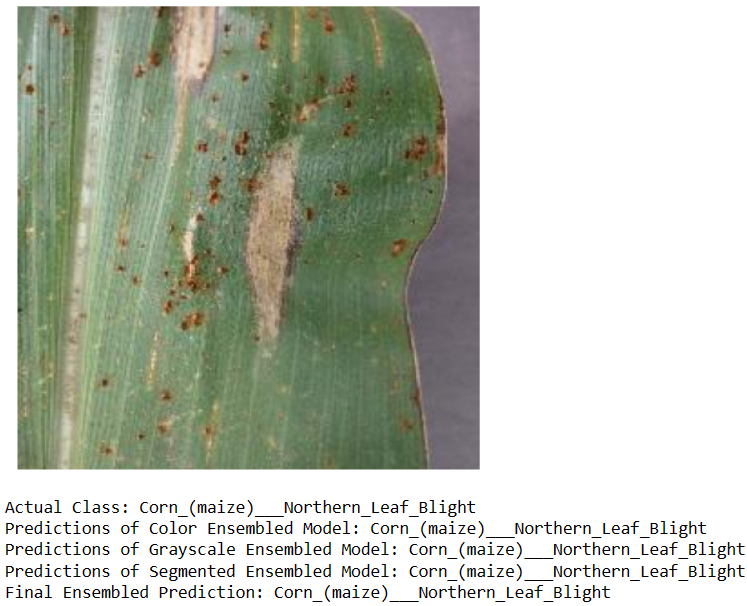 Actual Class: Corn_(maize)___Northern_Leaf_Blight
Predictions of Color Ensembled Model: Corn_(maize)___Northern_Leaf_Blight
Predictions of Grayscale Ensembled Model: Corn_(maize)___Northern_Leaf_Blight
Predictions of Segmented Ensembled Model: Corn_(maize)___Northern_Leaf_Blight
Final Ensembled Prediction: Corn_(maize)___Northern_Leaf_Blight